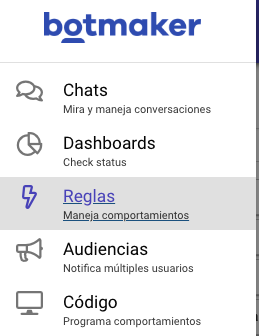 botmaker
Chats
Mira y maneja conversaciones
Dashboards
Check status
Reglas
Maneja comportamientos
Audiencias
Notifica múltiples usuarios
Código
Programa comportamientos